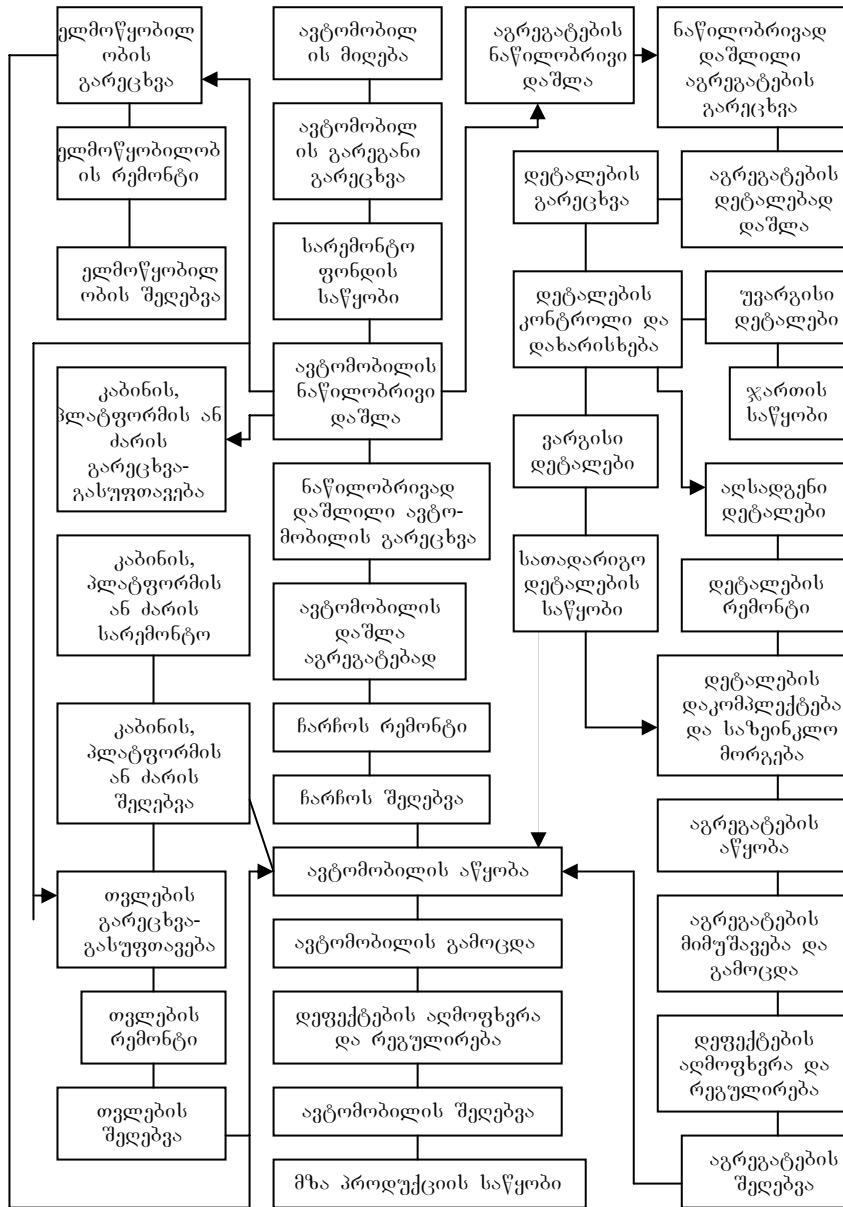 ელმოწყობილ
ობის
გარეცხვა
ელმოწყობილობ
ის რემონტი
ელმოწყობილ
ობის შეღებვა
კაბინის,
პლატფორმის ან
ძარის
გარეცხვა-
გასუფთავება
კაბინის,
პლატფორმის
ან ძარის
სარემონტო
კაბინის,
პლატფორმის
ან ძარის
შეღებვა
თვლების
გარეცხვა-
გასუფთავება
თვლების
რემონტი
თვლების
შეღებვა
ავტომობილ
ის მიღება
ავტომობილ
ის გარეგანი
გარეცხვა
სარემონტო
ფონდის
საწყობი
ავტომობილის
ნაწილობრივი
დაშლა
ნაწილობრივად
დაშლილი ავტო-
მობილის გარეცხვა
ავტომობილის
დაშლა
აგრეგატებად
ჩარჩოს რემონტი
ჩარჩოს შეღებვა
ავტომობილის აწყობა
ავტომობილის გამოცდა
დეფექტების აღმოფხვრა
და რეგულირება
ავტომობილის შეღებვა
მზა პროდუქციის საწყობი
აგრეგატების
ნაწილობრივი
დაშლა
ნაწილობრივად
დაშლილი
აგრეგატების
გარეცხვა
აგრეგატების
დეტალებად
დაშლა
დეტალების
გარეცხვა
დეტალების
კონტროლი და
დახარისხება
უვარგისი
დეტალები
ჯართის
საწყობი
ვარგისი
დეტალები
აღსადგენი
დეტალები
სათადარიგო
დეტალების
საწყობი
დეტალების
რემონტი
დეტალების
დაკომპლექტება
და საზეინკლო
მორგება
აგრეგატების
აწყობა
აგრეგატების
მიმუშავება და
გამოცდა
დეფექტების
აღმოფხვრა და
რეგულირება
აგრეგატების
შეღებვა